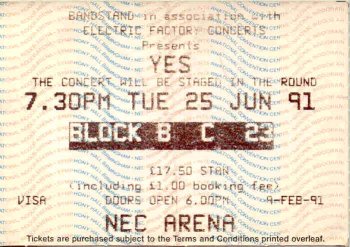 BANDSTAND in association with
ELECTRIC FACTORY CONCERTS
Presents
YES
THE CONCERT WILL BE STAGED IN THE ROUND
7.30PM TUE 25 JUN 91
BLOCK B C 23
£17.50 STAN
(including £1.00 booking fee)
VISA DOORS OPEN 6.00PM -FEB-91
NEC ARENA
Tickets are purchased subject to the Terms and Conditions printed overleaf.